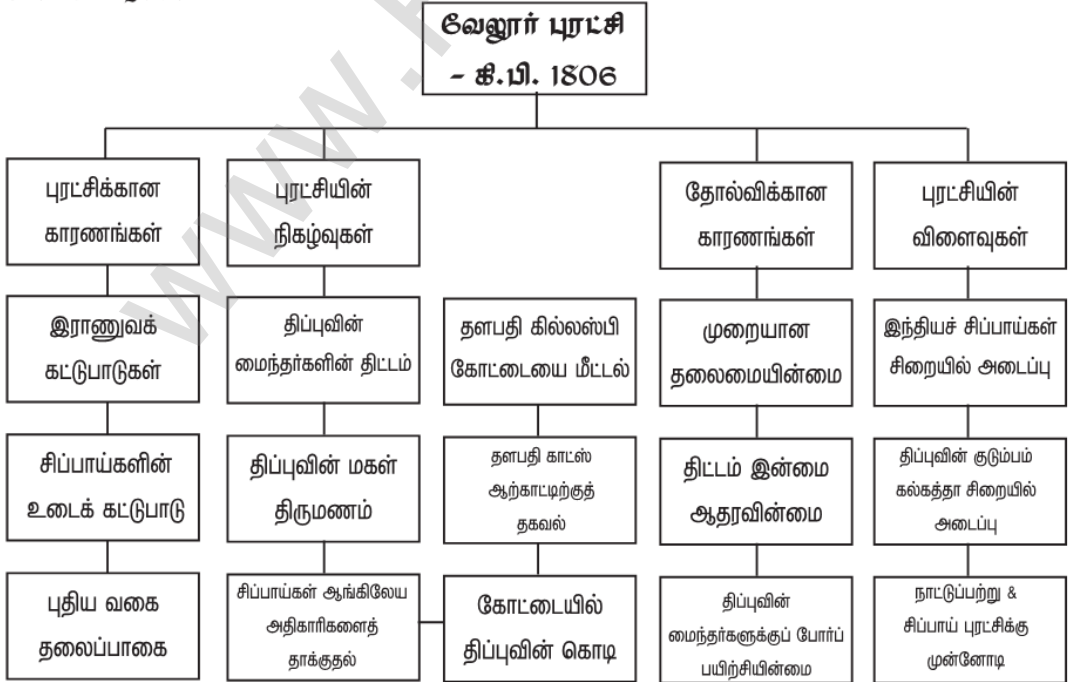 வேலூர் புரட்சி
- கி.பி. 1806
புரட்சிக்கான
காரணங்கள்
இராணுவக்
கட்டுபாடுகள்
சிப்பாய்களின்
உடைக் கட்டுபாடு
புதிய வகை
தலைப்பாகை
புரட்சியின்
நிகழ்வுகள்
திப்புவின்
மைந்தர்களின் திட்டம்
திப்புவின் மகள்
திருமணம்
சிப்பாய்கள் ஆங்கிலேய
அதிகாரிகளைத்
தாக்குதல்
கோட்டையில்
திப்புவின் கொடி
தளபதி காட்ஸ்
ஆற்காட்டிற்குத்
தகவல்
தளபதி கில்லஸ்பி
கோட்டையை மீட்டல்
தோல்விக்கான
காரணங்கள்
முறையான
தலைமையின்மை
திட்டம் இன்மை
ஆதரவின்மை
திப்புவின்
மைந்தர்களுக்குப் போர்ப்
பயிற்சியின்மை
புரட்சியின்
விளைவுகள்
இந்தியச் சிப்பாய்கள்
சிறையில் அடைப்பு
திப்புவின் குடும்பம்
கல்கத்தா சிறையில்
அடைப்பு
நாட்டுப்பற்று &
சிப்பாய் புரட்சிக்கு
முன்னோடி
www.